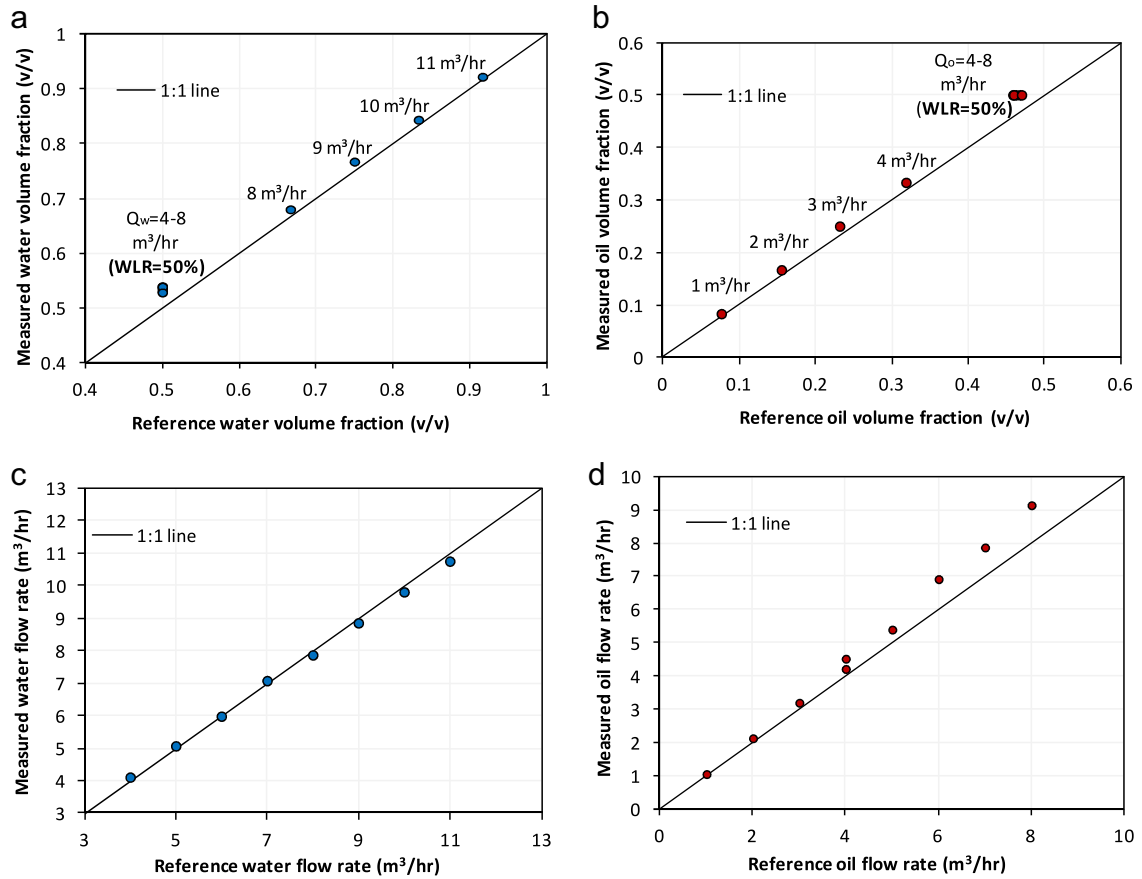 a
1
0.9
0.8
0.7
0.6
0.5
0.4
0.4
0.5
0.6
0.7
0.8
0.9
1
Measured water volume fraction (v/v)
Reference water volume fraction (v/v)
1:1 line
11 m³/hr
10 m³/hr
9 m³/hr
8 m³/hr
Qw=4-8
m³/hr
(WLR=50%)
b
0.6
0.5
0.4
0.3
0.2
0.1
0
0
0.1
0.2
0.3
0.4
0.5
0.6
Measured oil volume fraction (v/v)
Reference oil volume fraction (v/v)
1:1 line
Qo=4-8
m³/hr
(WLR=50%)
4 m³/hr
3 m³/hr
2 m³/hr
1 m³/hr
c
13
12
11
10
9
8
7
6
5
4
3
3
5
7
9
11
13
Measured water flow rate (m³/hr)
Reference water flow rate (m³/hr)
1:1 line
d
10
9
8
7
6
5
4
3
2
1
0
0
2
4
6
8
10
Measured oil flow rate (m³/hr)
Reference oil flow rate (m³/hr)
1:1 line